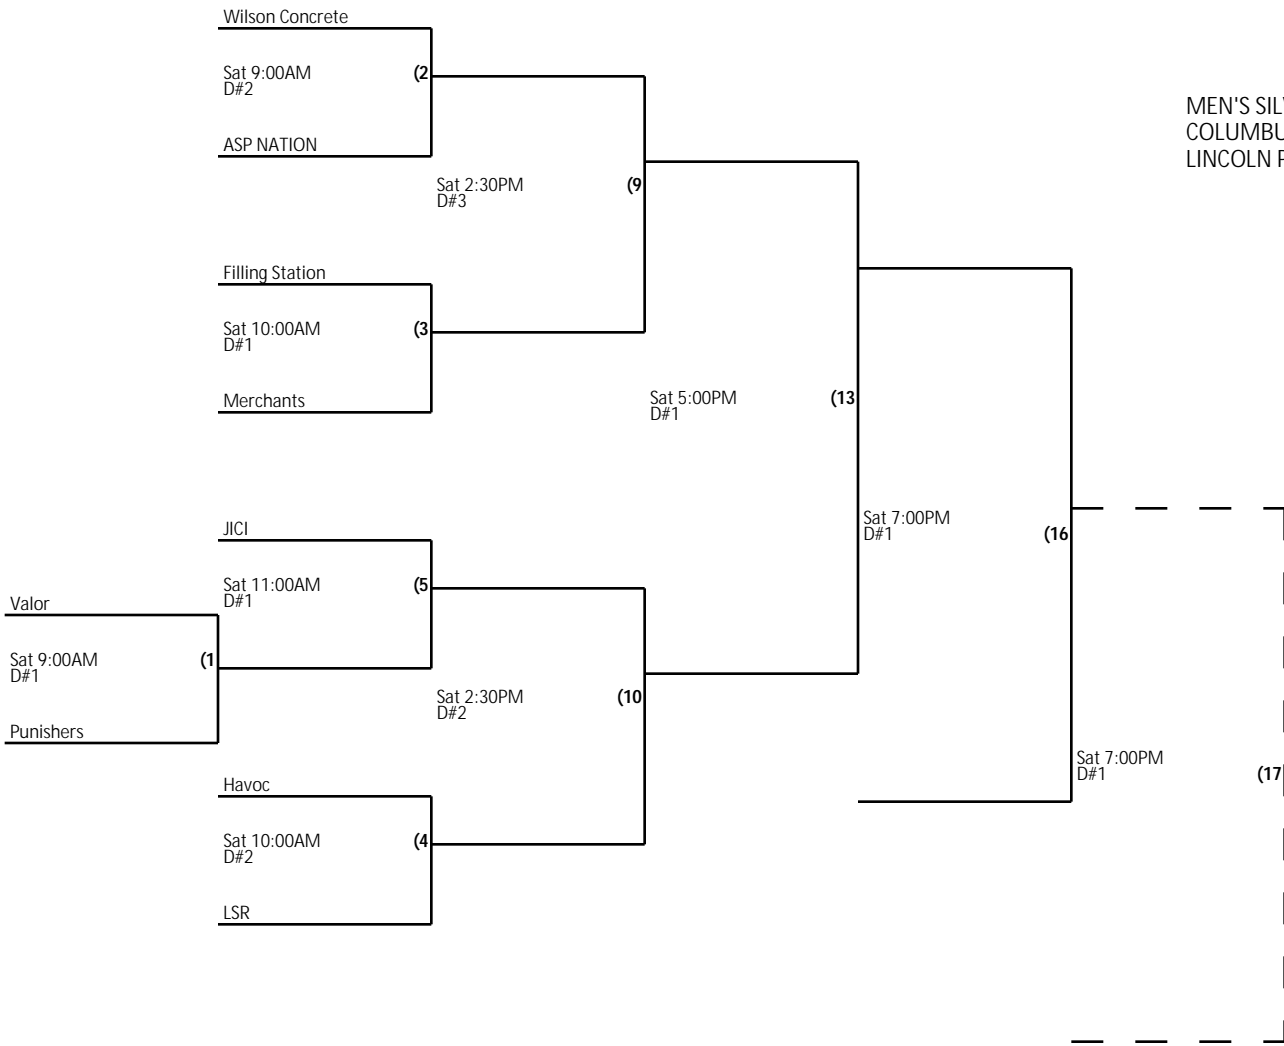 Wilson Concrete
Sat 9:00AM (2
D#2
ASP NATION
Sat 2:30PM (9
D#3
Filling Station
Sat 10:00AM (3
D#1
Merchants
Sat 5:00PM (13
D#1
JICI
Sat 11:00AM (5
D#1
Valor
Sat 9:00AM (1
D#1
Punishers
Sat 2:30PM (10
D#2
Havoc
Sat 10:00AM (4
D#2
LSR
Sat 7:00PM (16
D#1
Sat 7:00PM (17
D#1
MEN'S
COLUMBU
LINCOLN